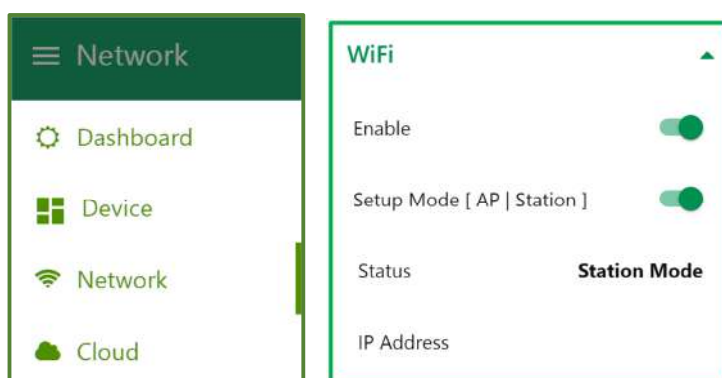 Network
Dashboard
Device
Network
Cloud
WiFi
Enable
Setup Mode [ AP | Station ]
Status Station Mode
IP Address